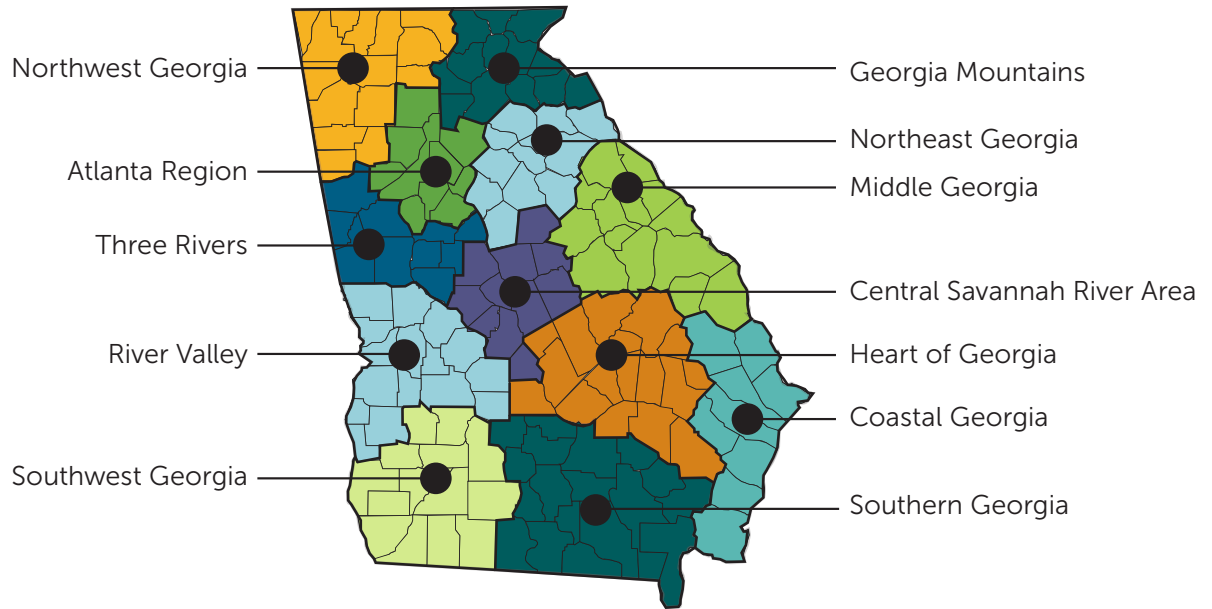 Northwest Georgia
Atlanta Region
Three Rivers
River Valley
Southwest Georgia
Georgia Mountains
Northeast Georgia
Middle Georgia
Central Savannah River Area
Heart of Georgia
Coastal Georgia
Southern Georgia